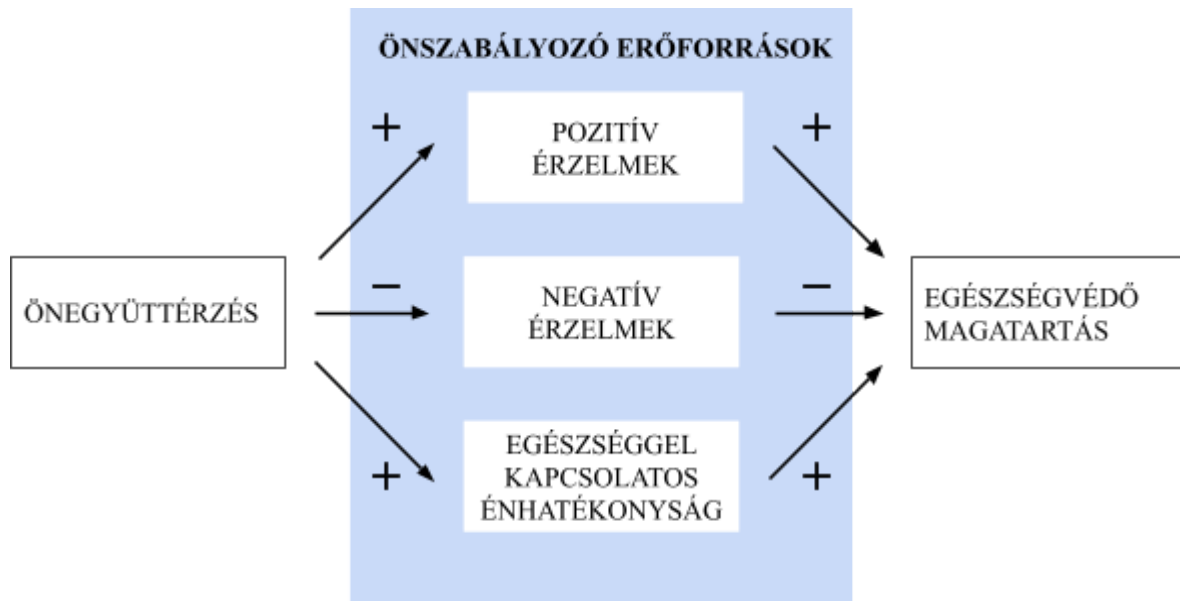 ÖNSZABÁLYOZÓ ERŐFORRÁSOK
+
POZITÍV
ÉRZELMEK
+
ÖNEGYÜTTÉRZÉS
−
NEGATÍV
ÉRZELMEK
−
EGÉSZSÉGVÉDŐ
MAGATARTÁS
+
EGÉSZSÉGGEL
KAPCSOLATOS
ÉNHATÉKONYSÁG
+